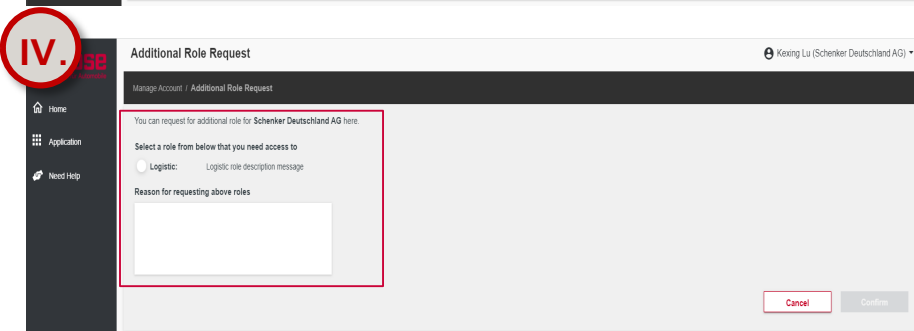 IV.
se
Additional Role Request
Kexing Lu (Schenker Deutschland AG)
Manage Account / Additional Role Request
Home
You can request for additional role for Schenker Deutschland AG here.
Application
Select a role from below that you need access to
Logistic: Logistic role description message
Need Help
Reason for requesting above roles
Cancel
Confirm